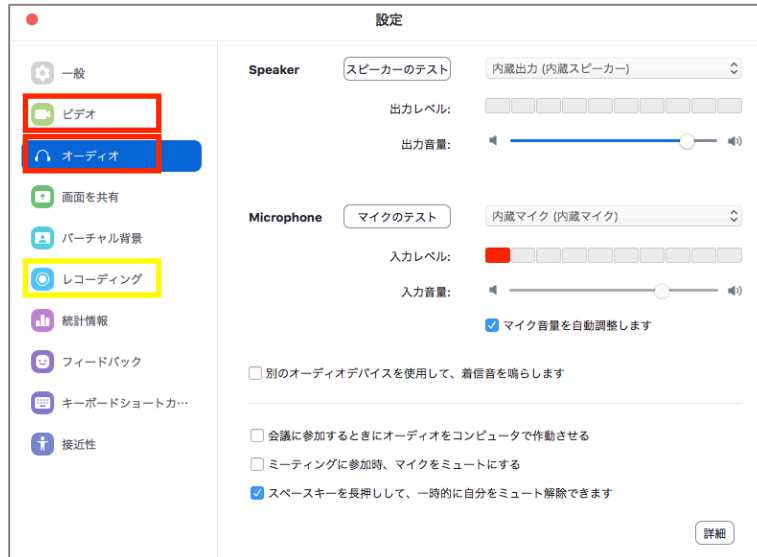 設定
一般
ビデオ
オーディオ
画面を共有
バーチャル背景
レコーディング
統計情報
フィードバック
キーボードショートカ…
接近性
Speaker スピーカーのテスト 内蔵出力 (内蔵スピーカー)
出力レベル:
出力音量:
Microphone マイクのテスト 内蔵マイク (内蔵マイク)
入力レベル:
入力音量:
マイク音量を自動調整します
別のオーディオデバイスを使用して、着信音を鳴らします
会議に参加するときにオーディオをコンピュータで作動させる
ミーティングに参加時、マイクをミュートにする
スペースキーを長押しして、一時的に自分をミュート解除できます
詳細